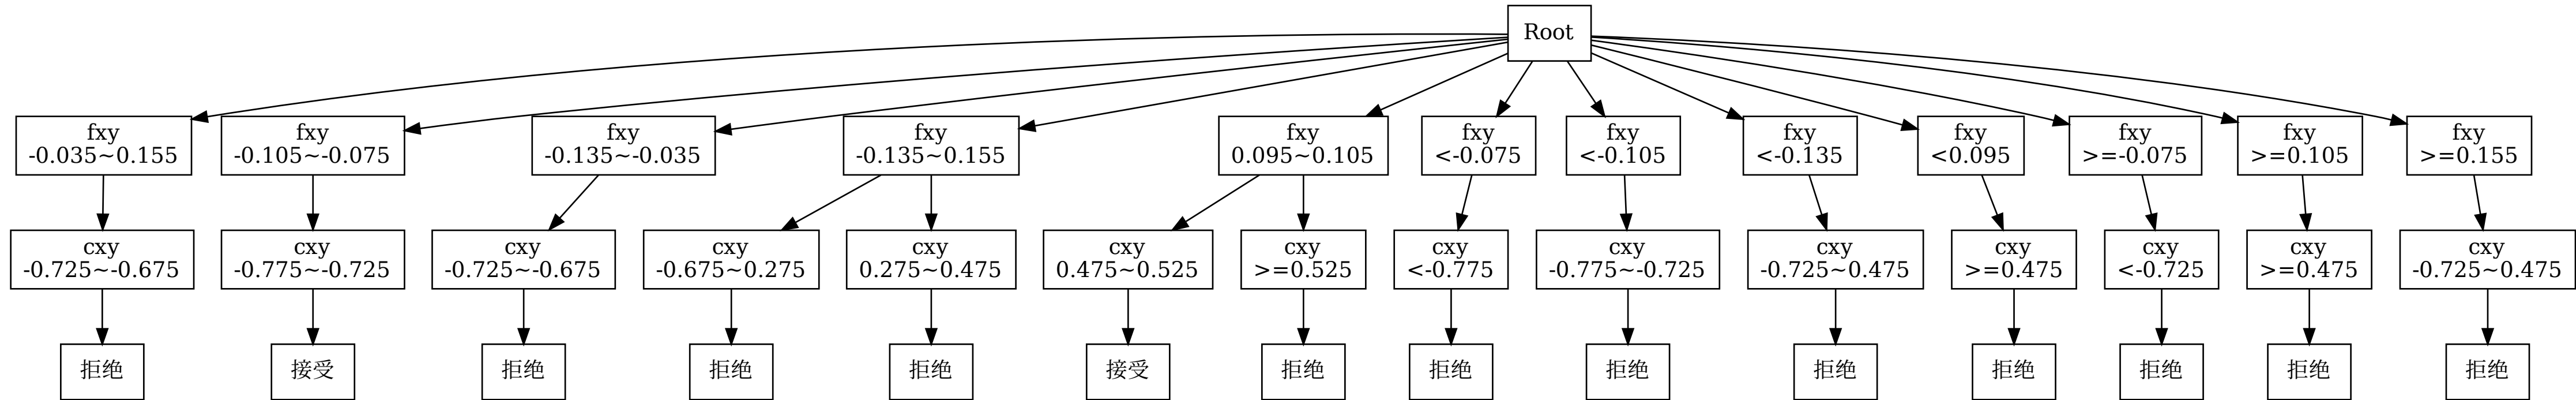 Root
fxy
-0.035~0.155
fxy
-0.105~-0.075
fxy
-0.135~-0.035
fxy
-0.135~0.155
fxy
0.095~0.105
fxy
<-0.075
fxy
<-0.105
fxy
<-0.135
fxy
<0.095
fxy
>=-0.075
fxy
>=0.105
fxy
>=0.155
cxy
-0.725~-0.675
cxy
-0.775~-0.725
cxy
-0.725~-0.675
cxy
-0.675~0.275
cxy
0.275~0.475
cxy
0.475~0.525
cxy
>=0.525
cxy
<-0.775
cxy
-0.775~-0.725
cxy
-0.725~0.475
cxy
>=0.475
cxy
<-0.725
cxy
>=0.475
cxy
-0.725~0.475
拒绝
接受
拒绝
拒绝
拒绝
接受
拒绝
拒绝
拒绝
拒绝
拒绝
拒绝
拒绝
拒绝